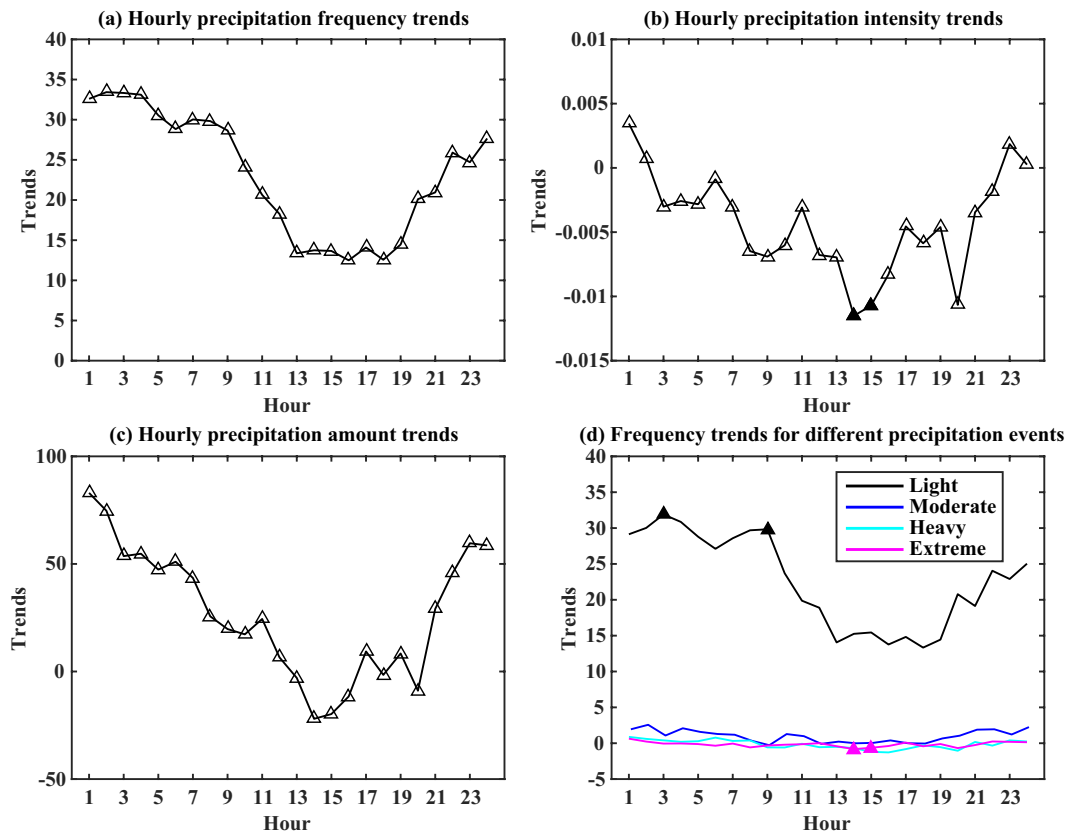 (a) Hourly precipitation frequency trends
40
35
30
25
20
15
10
5
0
Trends
1 3 5 7 9 11 13 15 17 19 21 23
Hour
(b) Hourly precipitation intensity trends
0.01
0.005
0
-0.005
-0.01
-0.015
Trends
1 3 5 7 9 11 13 15 17 19 21 23
Hour
(c) Hourly precipitation amount trends
100
50
0
-50
Trends
1 3 5 7 9 11 13 15 17 19 21 23
Hour
(d) Frequency trends for different precipitation events
40
35
30
25
20
15
10
5
0
-5
Trends
Light
Moderate
Heavy
Extreme
1 3 5 7 9 11 13 15 17 19 21 23
Hour